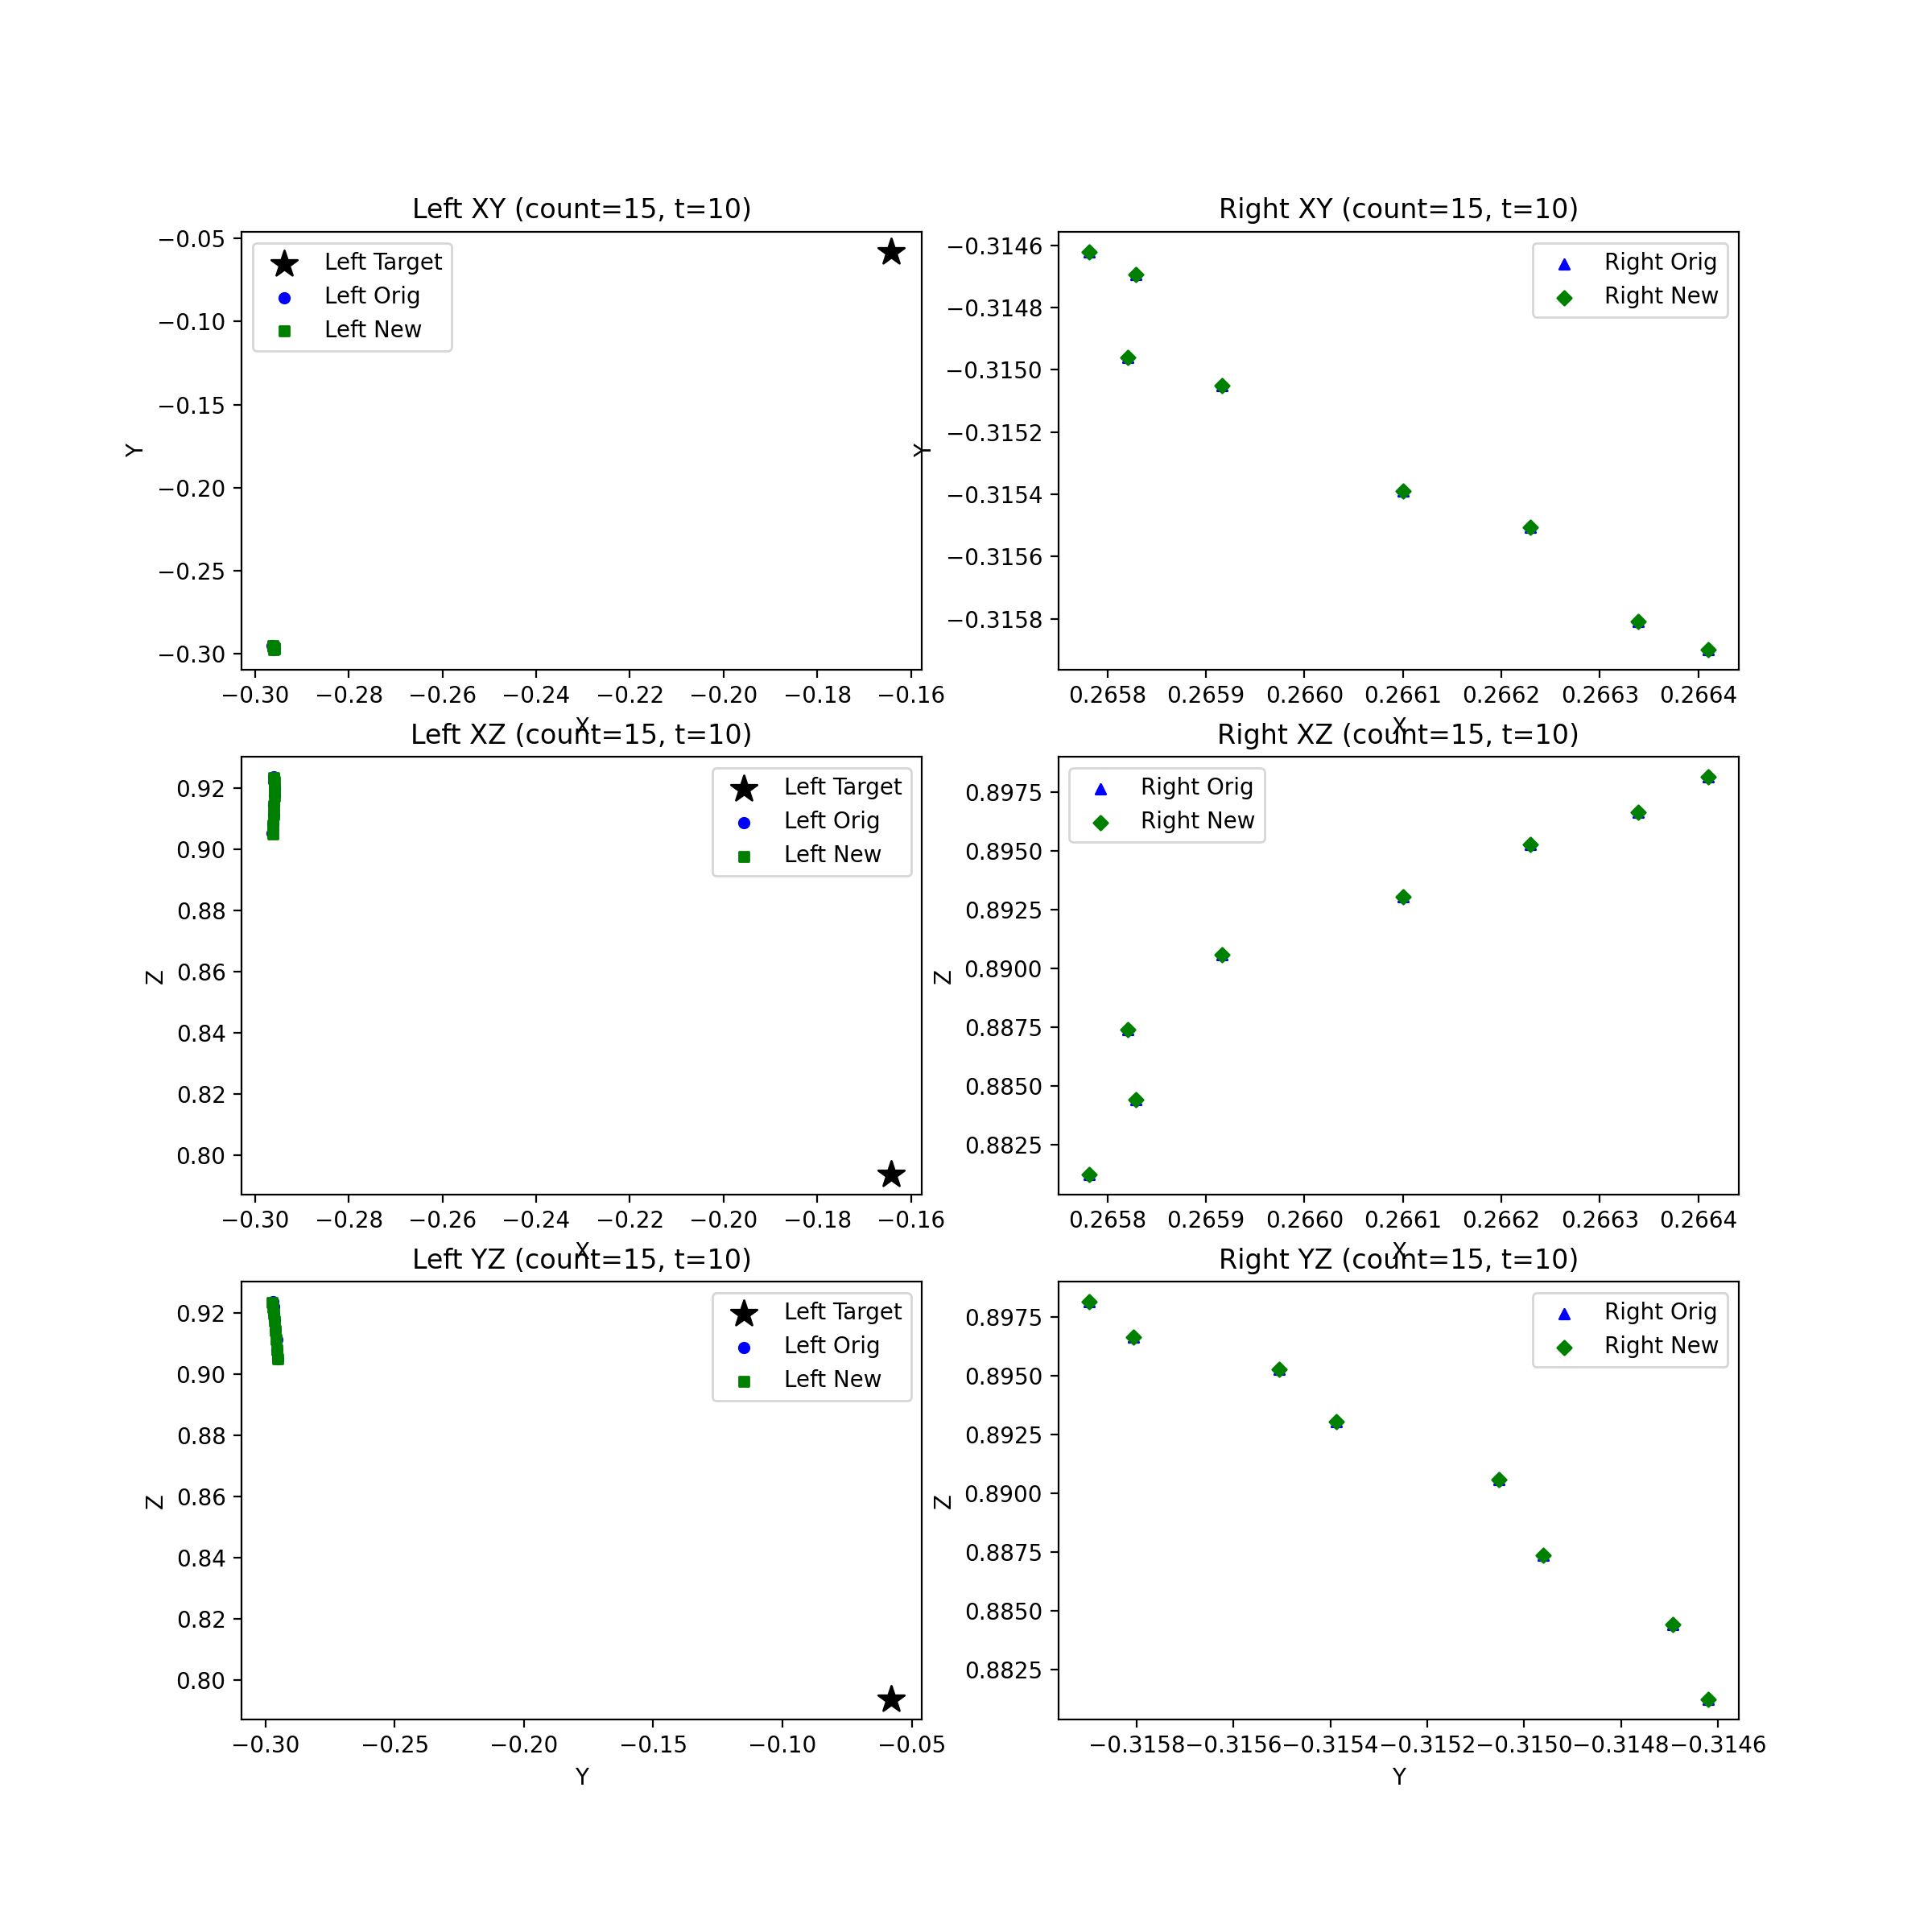 Left XY (count=15, t=10)
Y
−0.05
−0.10
−0.15
−0.20
−0.25
−0.30
Left Target
Left Orig
Left New
−0.30 −0.28 −0.26 −0.24 −0.22 −0.20 −0.18 −0.16
X
Right XY (count=15, t=10)
Y
−0.3146
−0.3148
−0.3150
−0.3152
−0.3154
−0.3156
−0.3158
Right Orig
Right New
0.2658 0.2659 0.2660 0.2661 0.2662 0.2663 0.2664
X
Left XZ (count=15, t=10)
Z
0.92
0.90
0.88
0.86
0.84
0.82
0.80
Left Target
Left Orig
Left New
−0.30 −0.28 −0.26 −0.24 −0.22 −0.20 −0.18 −0.16
X
Right XZ (count=15, t=10)
Z
0.8975
0.8950
0.8925
0.8900
0.8875
0.8850
0.8825
Right Orig
Right New
0.2658 0.2659 0.2660 0.2661 0.2662 0.2663 0.2664
X
Left YZ (count=15, t=10)
Z
0.92
0.90
0.88
0.86
0.84
0.82
0.80
Left Target
Left Orig
Left New
−0.30 −0.25 −0.20 −0.15 −0.10 −0.05
Y
Right YZ (count=15, t=10)
Z
0.8975
0.8950
0.8925
0.8900
0.8875
0.8850
0.8825
Right Orig
Right New
−0.3158 −0.3156 −0.3154 −0.3152 −0.3150 −0.3148 −0.3146
Y